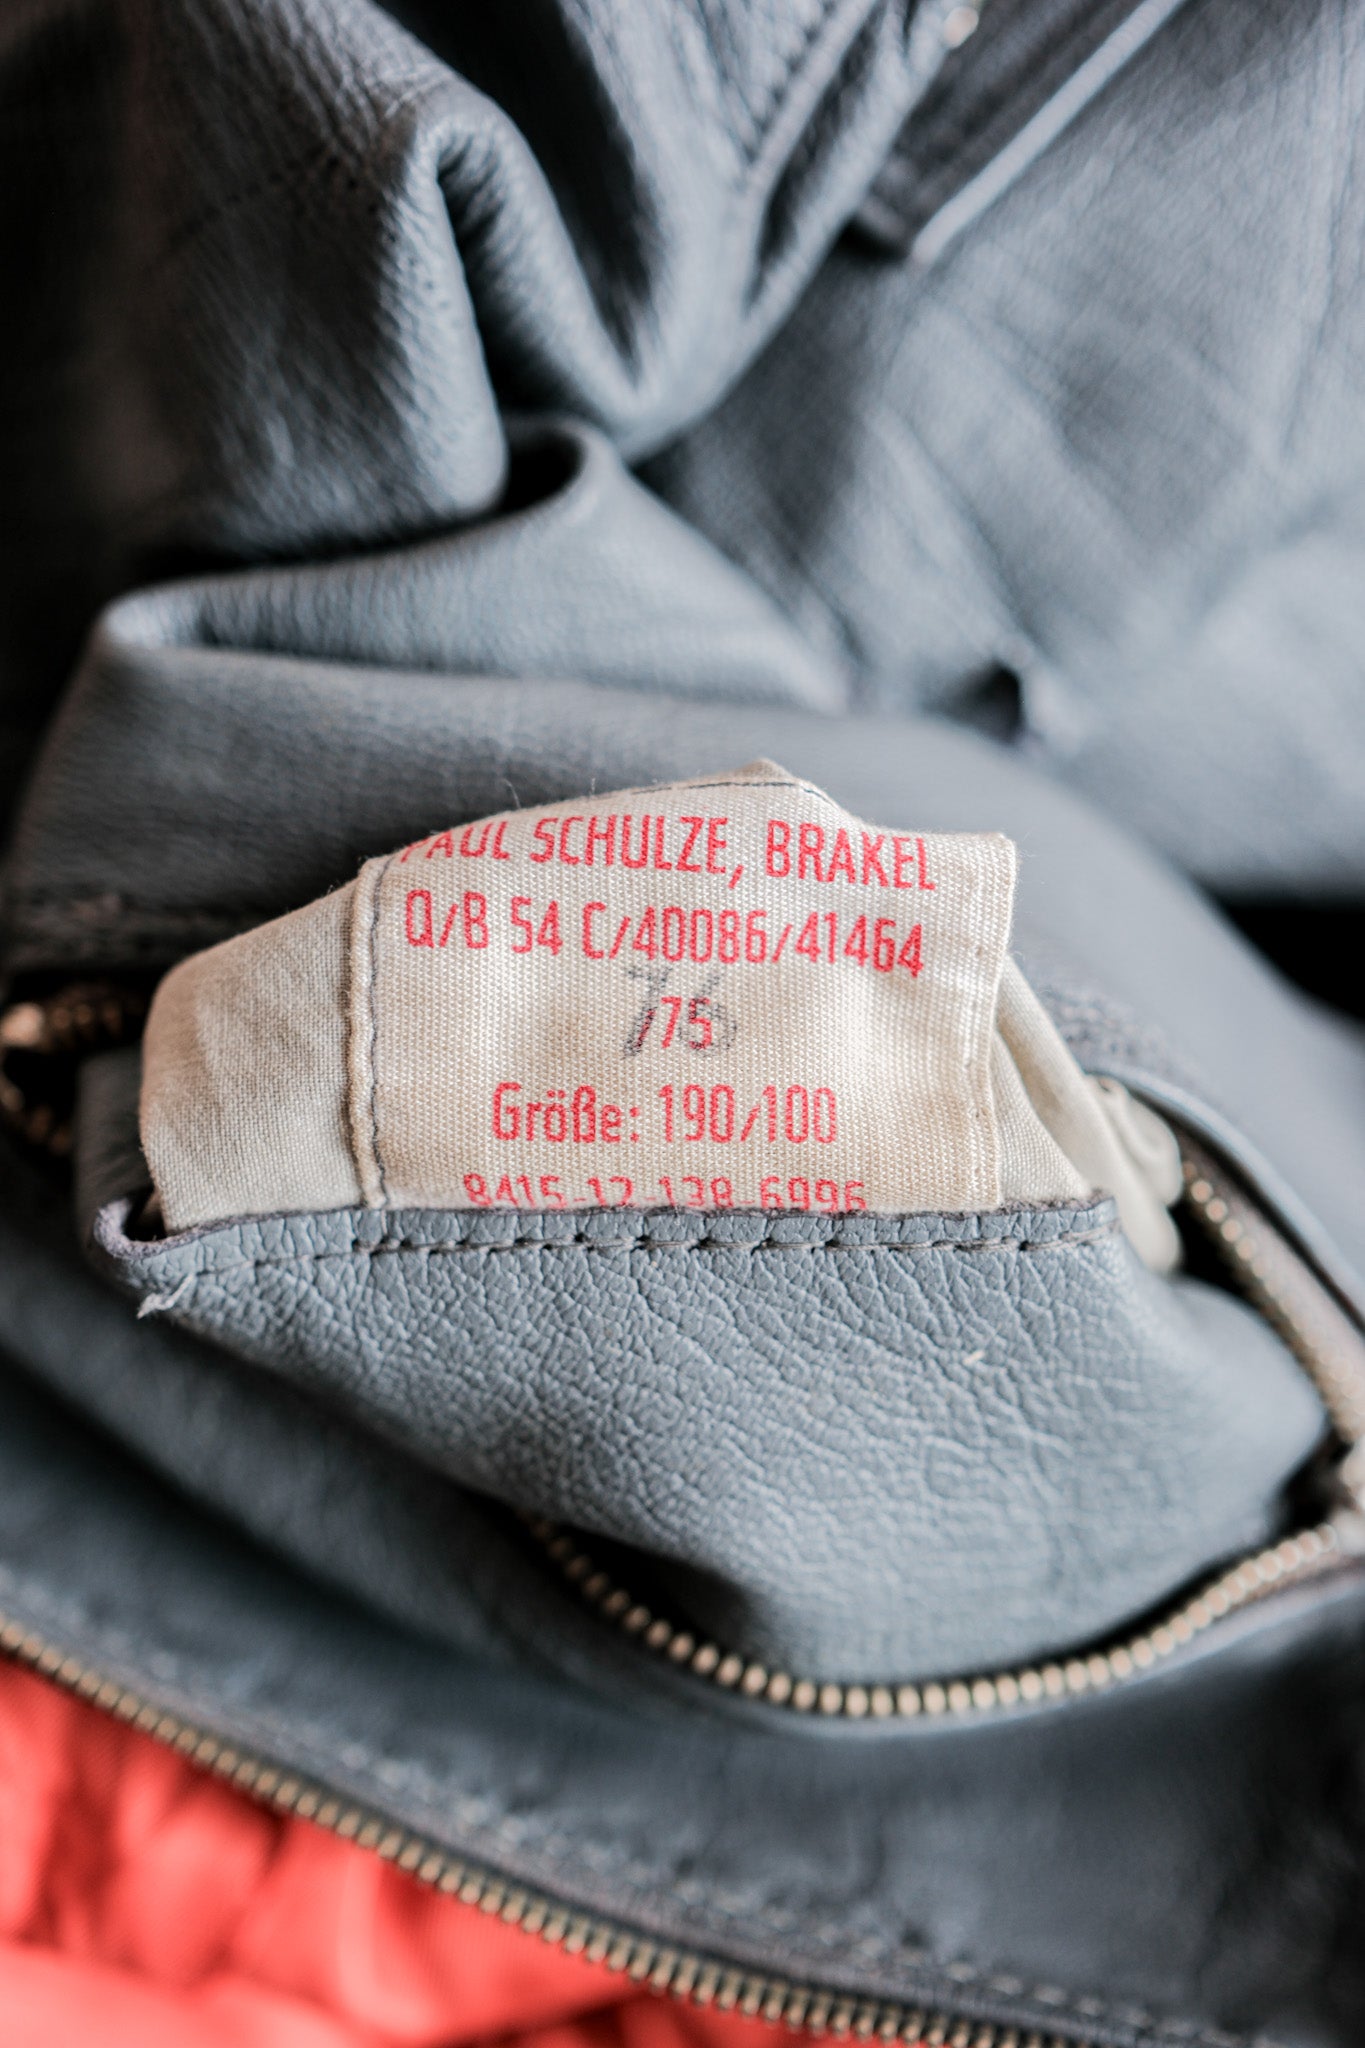 PAUL SCHULZE, BRAKEL
Q/B 54 C/40086/41464
/75
76
Größe: 190/100
8415-12-138-6996